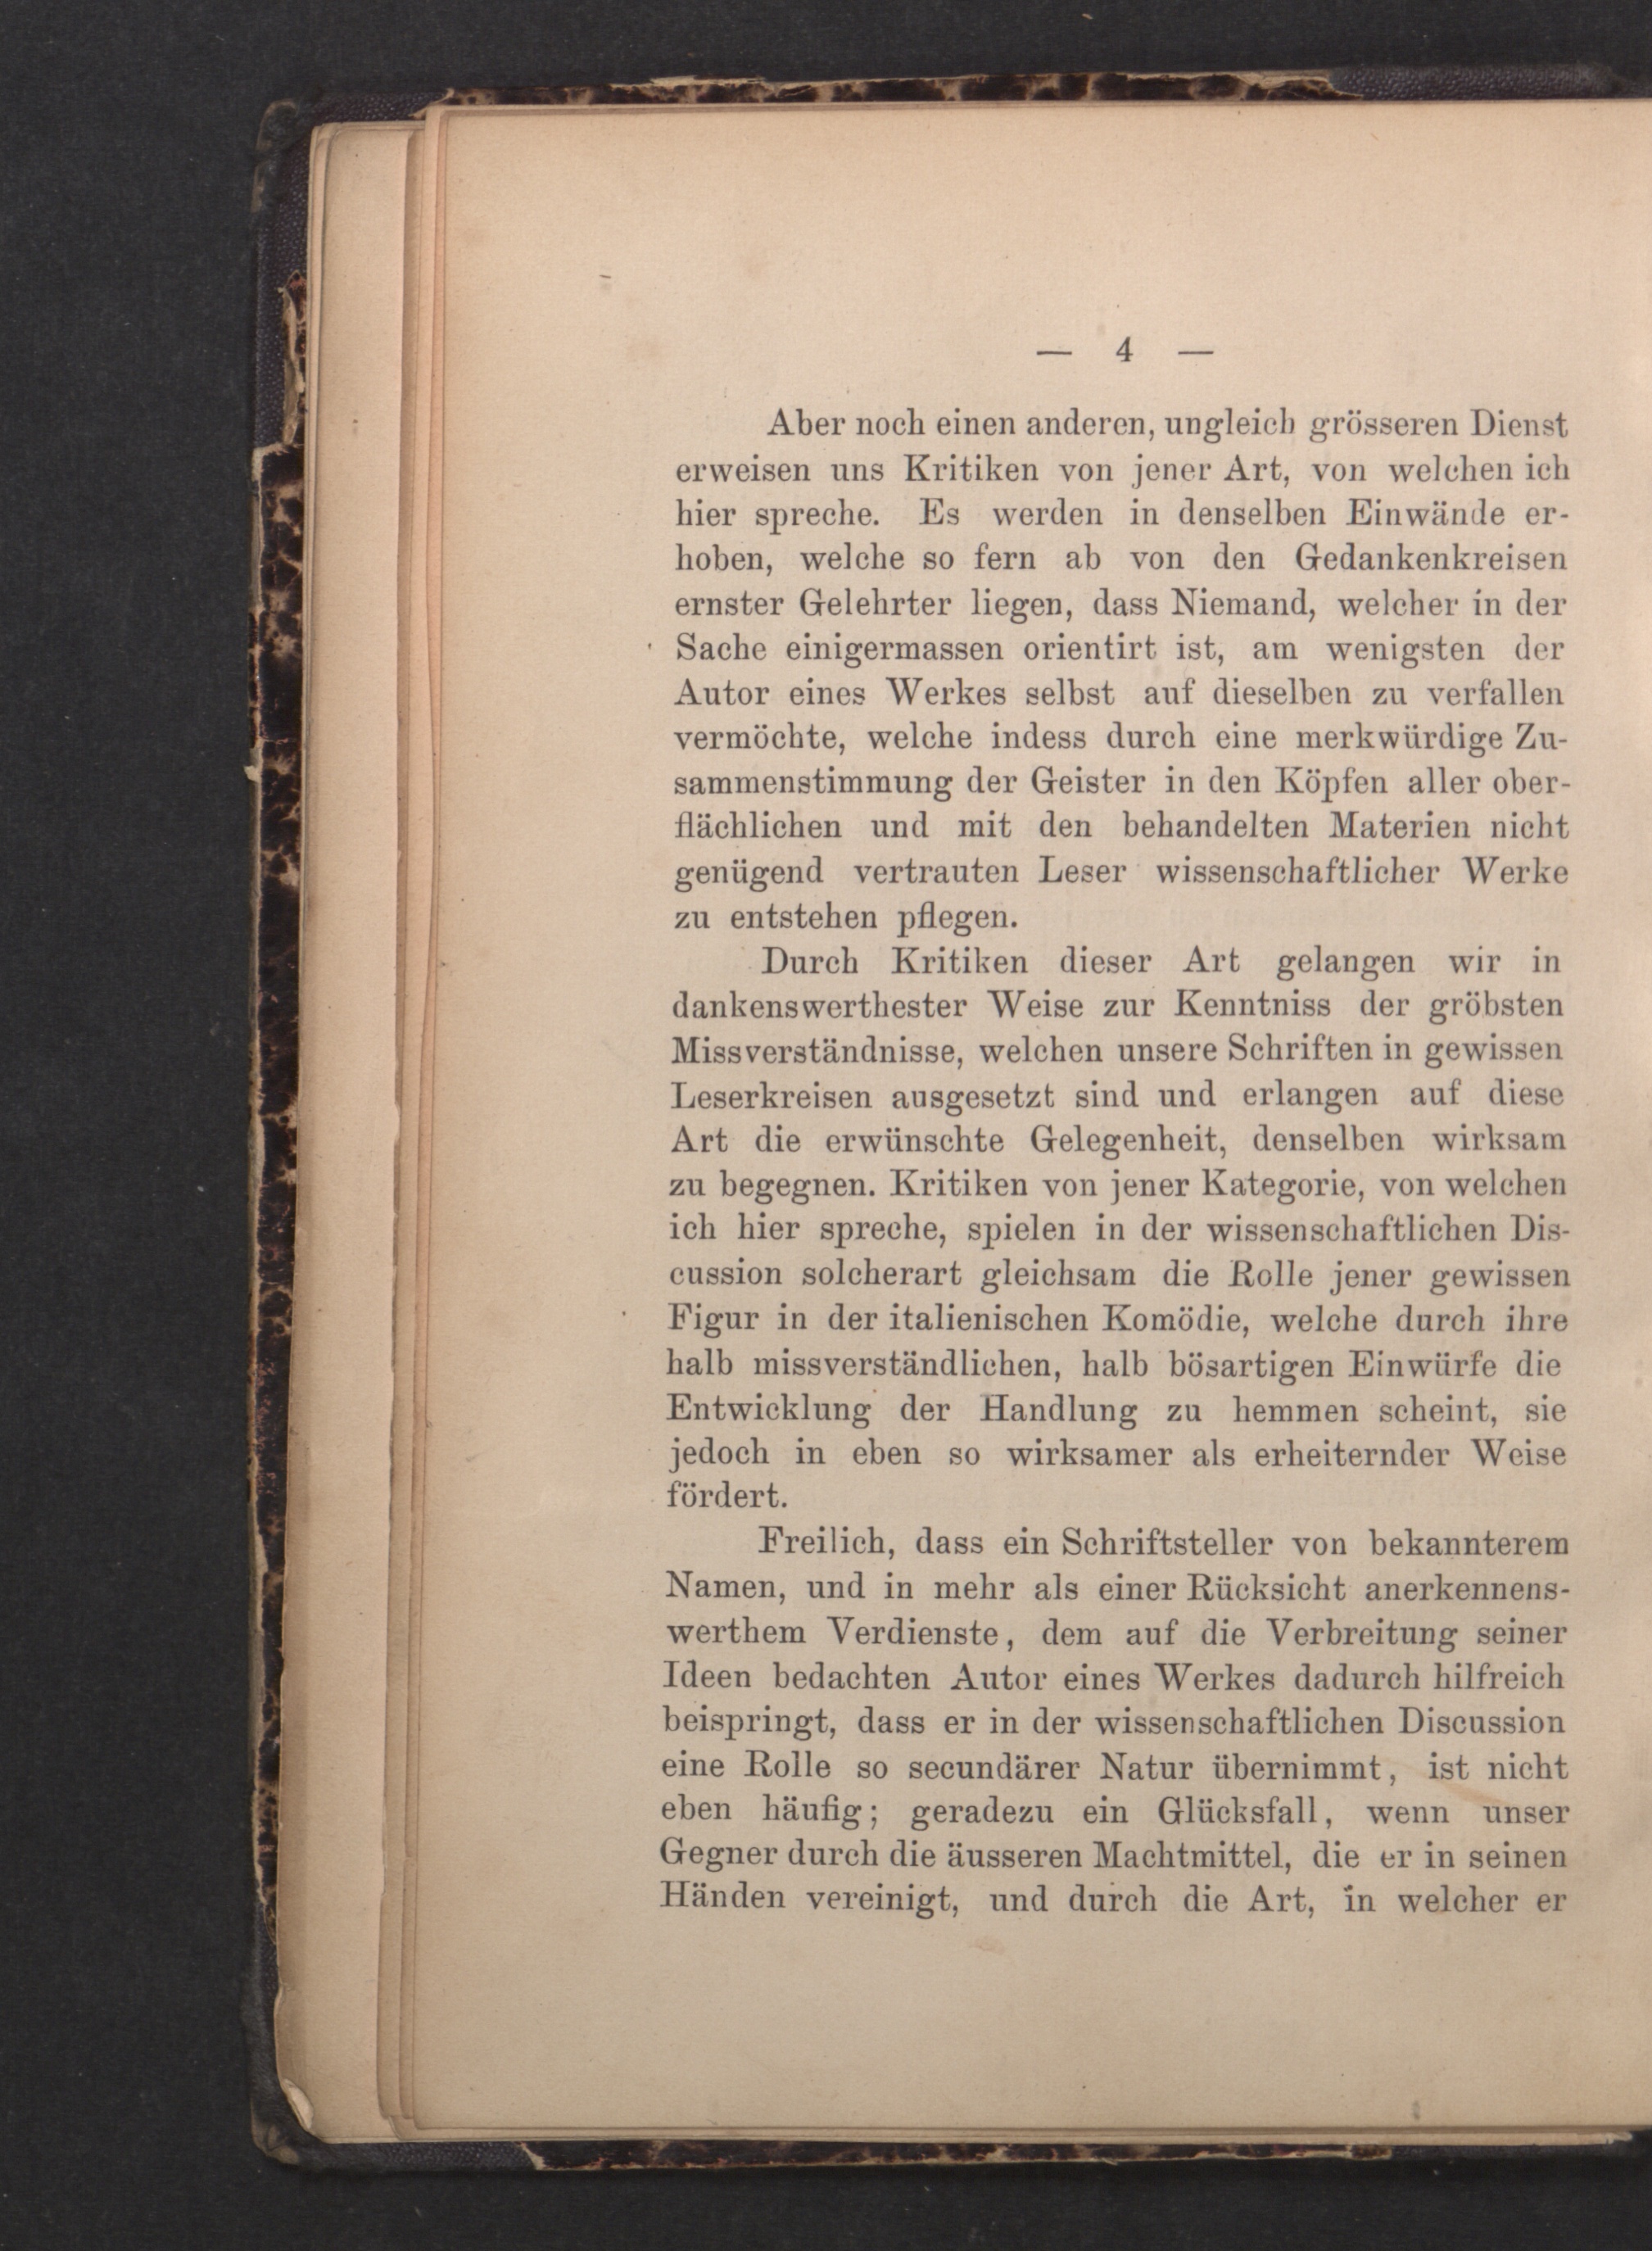 — 4 —
Aber noch einen anderen, ungleich grösseren Dienst
erweisen uns Kritiken von jener Art, von welchen ich
hier spreche. Es werden in denselben Einwände er-
hoben, welche so fern ab von den Gedankenkreisen
ernster Gelehrter liegen, dass Niemand, welcher in der
Sache einigermassen orientirt ist, am wenigsten der
Autor eines Werkes selbst auf dieselben zu verfallen
vermöchte, welche indess durch eine merkwürdige Zu-
sammenstimmung der Geister in den Köpfen aller ober-
flächlichen und mit den behandelten Materien nicht
genügend vertrauten Leser wissenschaftlicher Werke
zu entstehen pflegen.
Durch Kritiken dieser Art gelangen wir in
dankenswerthester Weise zur Kenntniss der gröbsten
Missverständnisse, welchen unsere Schriften in gewissen
Leserkreisen ausgesetzt sind und erlangen auf diese
Art die erwünschte Gelegenheit, denselben wirksam
zu begegnen. Kritiken von jener Kategorie, von welchen
ich hier spreche, spielen in der wissenschaftlichen Dis-
cussion solcherart gleichsam die Rolle jener gewissen
Figur in der italienischen Komödie, welche durch ihre
halb missverständlichen, halb bösartigen Einwürfe die
Entwicklung der Handlung zu hemmen scheint, sie
jedoch in eben so wirksamer als erheiternder Weise
fördert.
Freilich, dass ein Schriftsteller von bekannterem
Namen, und in mehr als einer Rücksicht anerkennens-
werthem Verdienste, dem auf die Verbreitung seiner
Ideen bedachten Autor eines Werkes dadurch hilfreich
beispringt, dass er in der wissenschaftlichen Discussion
eine Rolle so secundärer Natur übernimmt, ist nicht
eben häufig; geradezu ein Glücksfall, wenn unser
Gegner durch die äusseren Machtmittel, die er in seinen
Händen vereinigt, und durch die Art, in welcher er